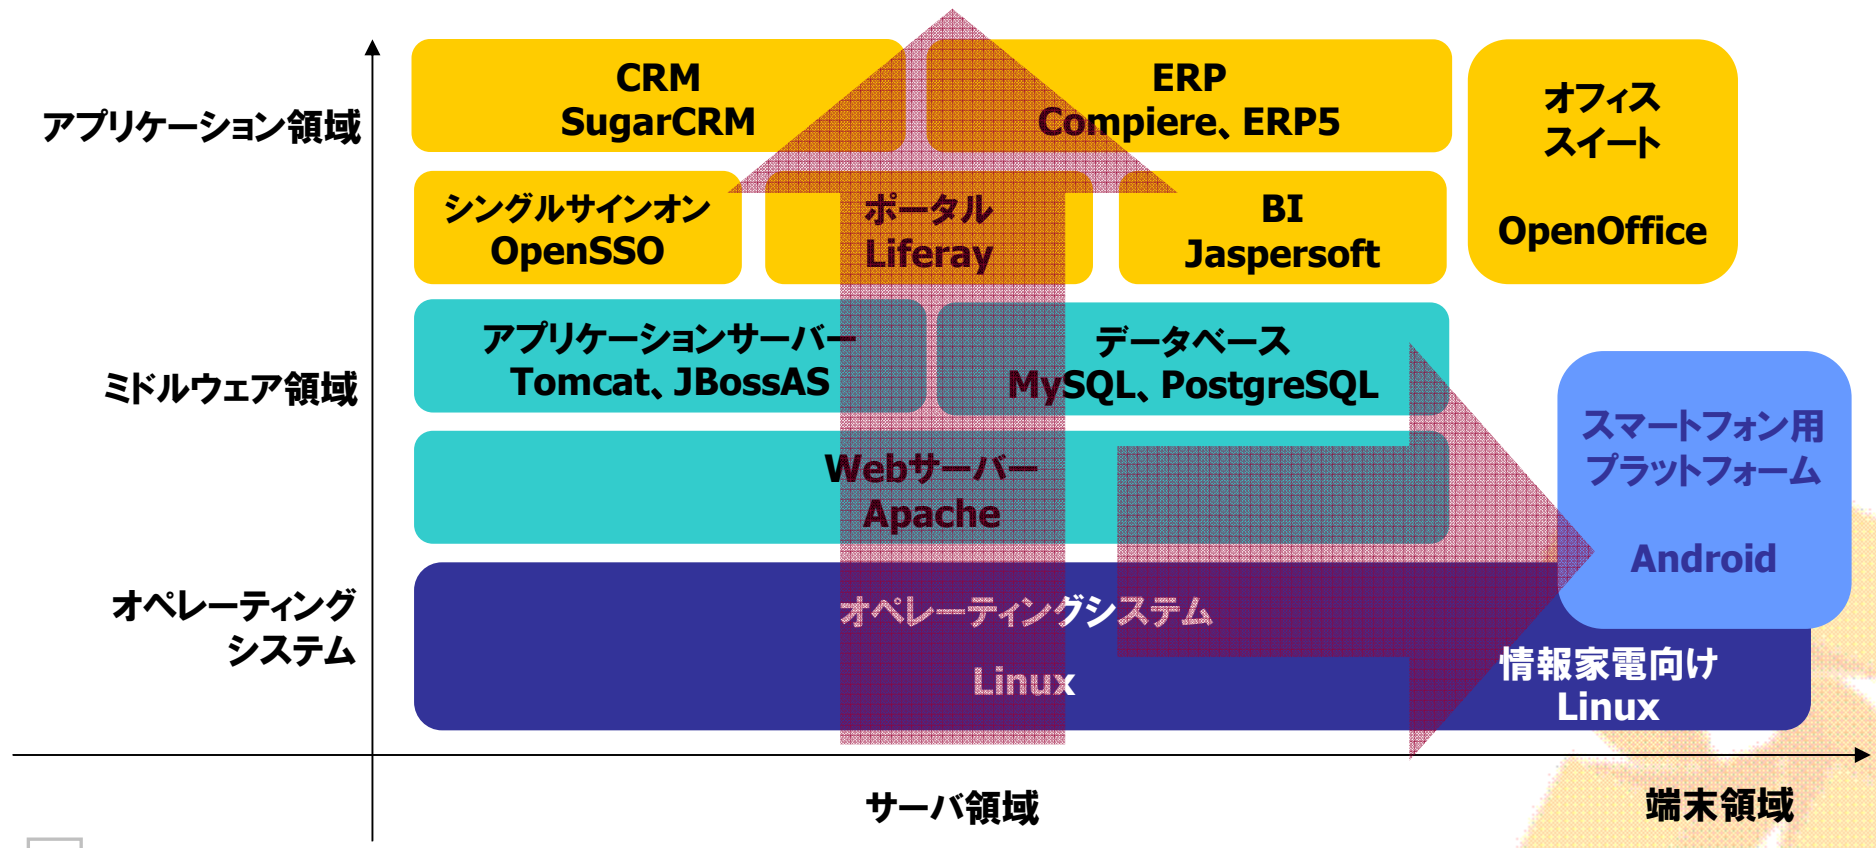 アプリケーション領域
CRM
SugarCRM
ERP
Compiere、ERP5
オフィス
スイート
OpenOffice
シングルサインオン
OpenSSO
ポータル
Liferay
BI
Jaspersoft
ミドルウェア領域
アプリケーションサーバー
Tomcat、JBossAS
データベース
MySQL、PostgreSQL
Webサーバー
Apache
スマートフォン用
プラットフォーム
Android
オペレーティング
システム
オペレーティングシステム
Linux
情報家電向け
Linux
サーバ領域
端末領域